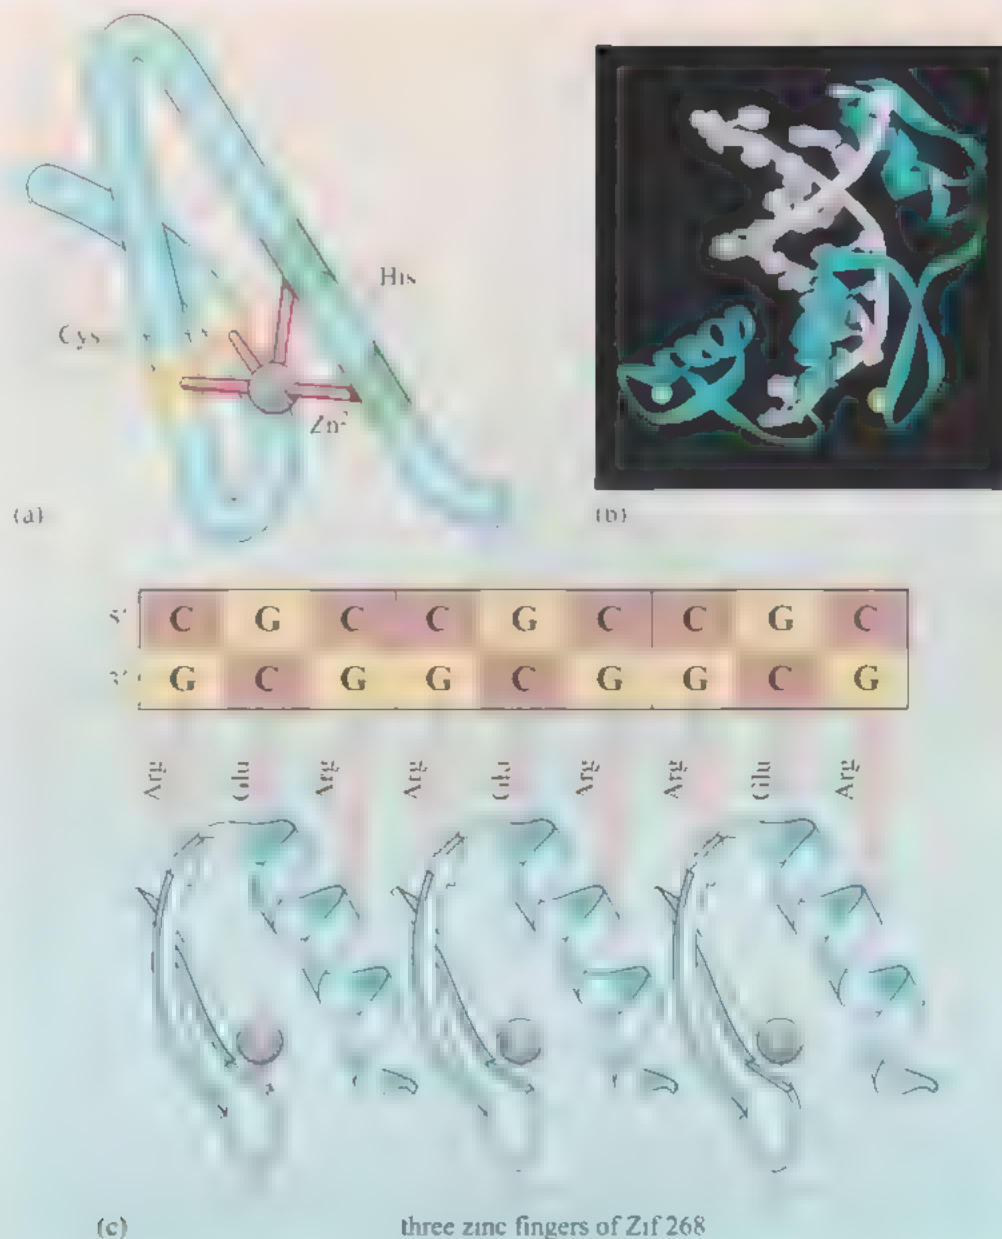 His
Cys
Zn²
(a)
(b)
5' C G C C G C C G C
3' G C G G C G G C G
Arg Glu Arg Arg Glu Arg Arg Glu Arg
(c)
three zinc fingers of Zif 268